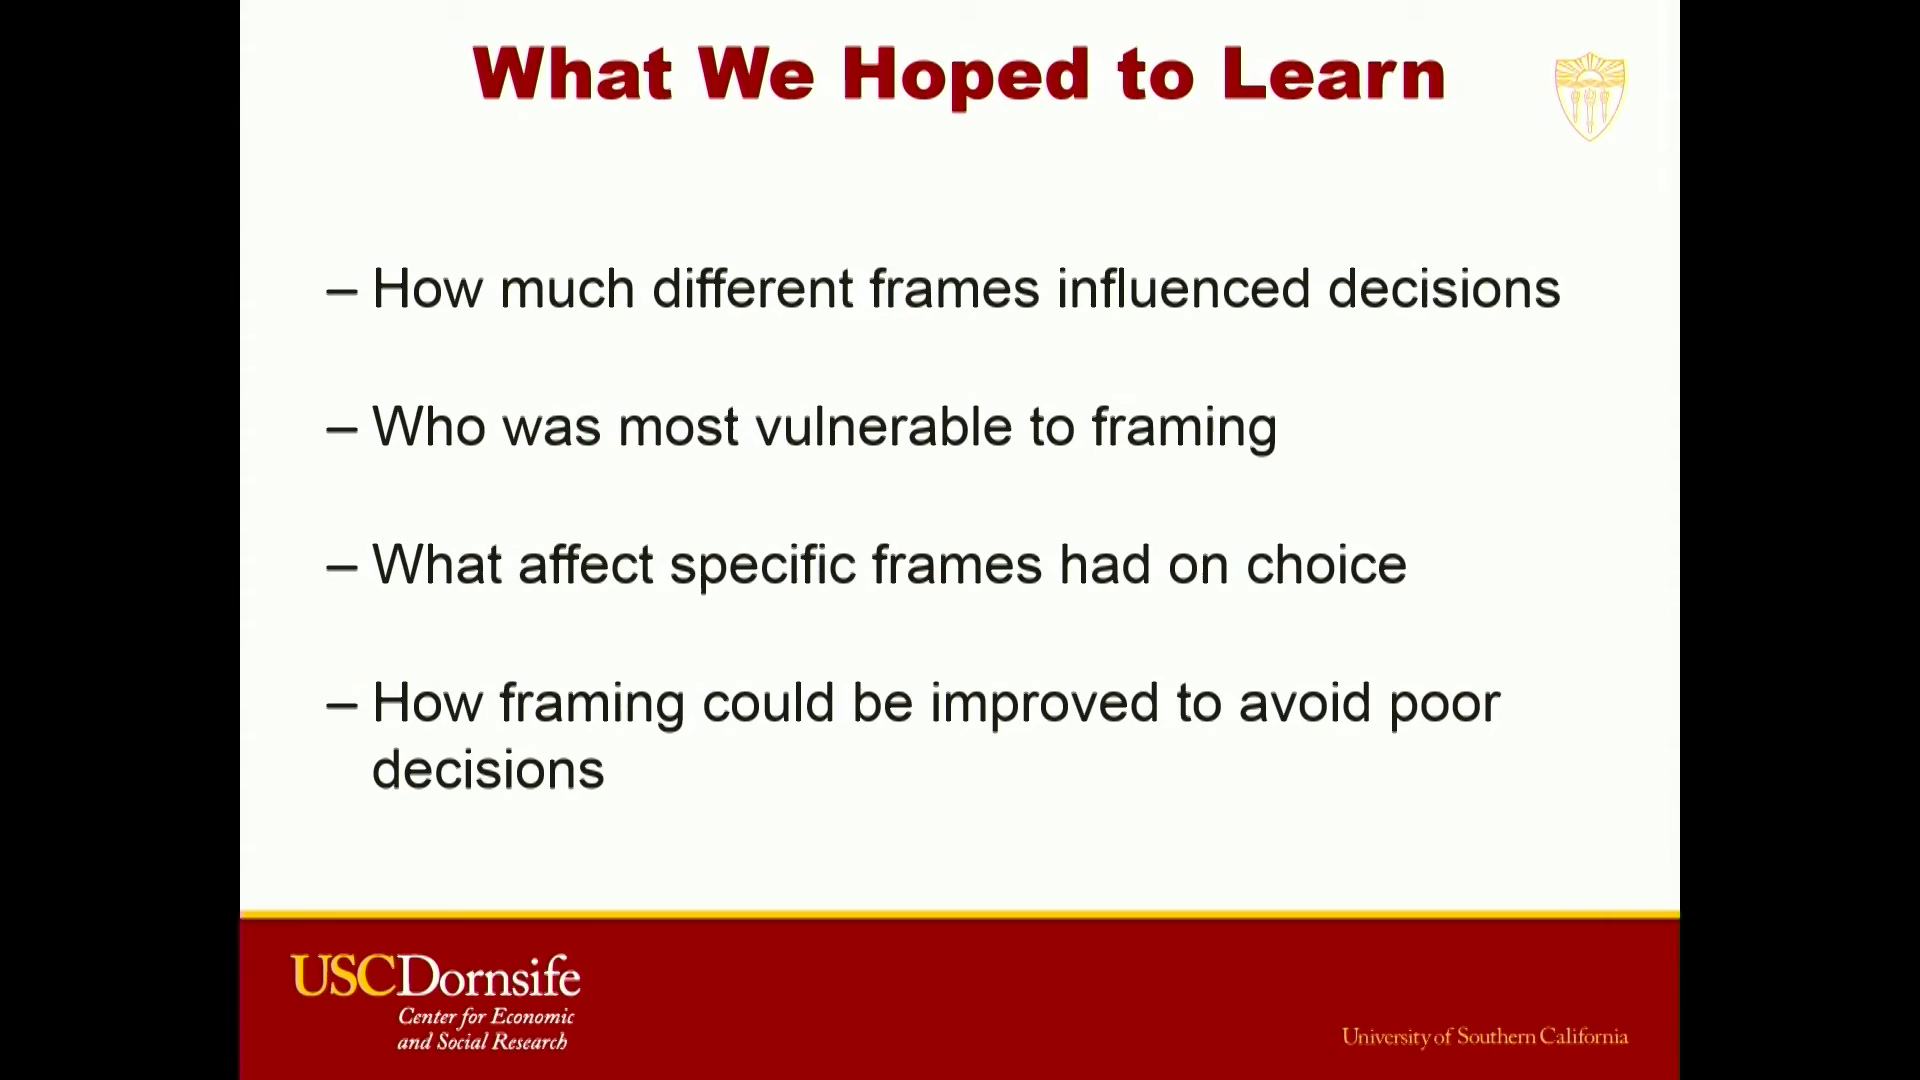 What We Hoped to Learn
– How much different frames influenced decisions
– Who was most vulnerable to framing
– What affect specific frames had on choice
– How framing could be improved to avoid poor
decisions
USCDornsife
Center for Economic
and Social Research
University of Southern California